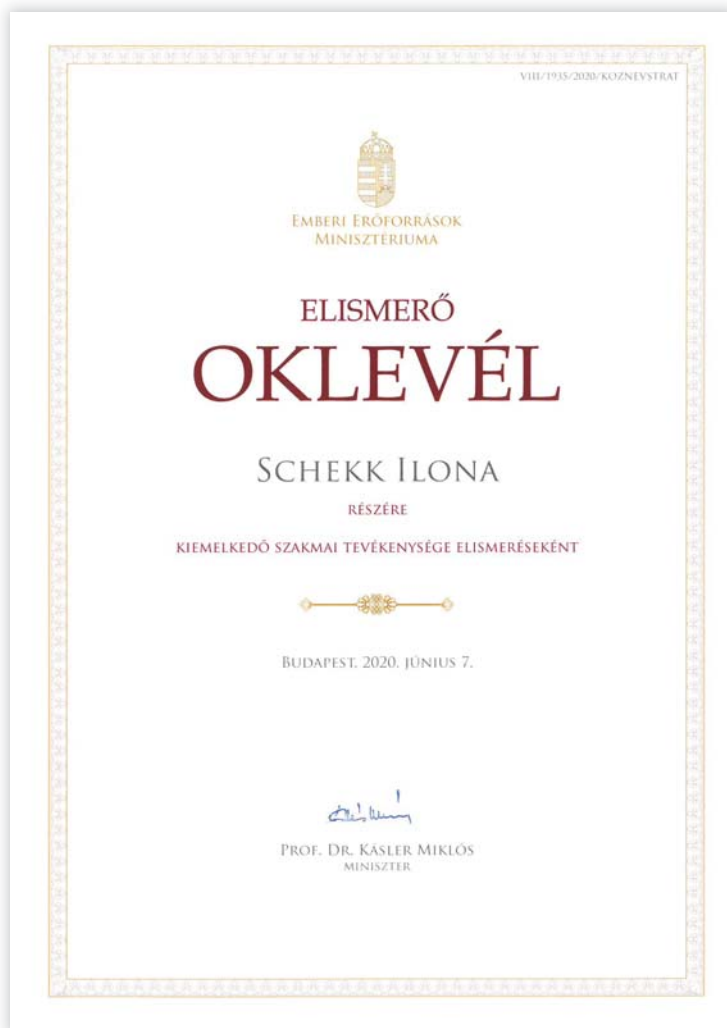 VIII/1935/2020/KOZNEVSTRAT
EMBERI ERŐFORRÁSOK
MINISZTÉRIUMA
ELISMERŐ
OKLEVÉL
SCHEKK ILONA
RÉSZÉRE
KIEMELKEDŐ SZAKMAI TEVÉKENYSÉGE ELISMERÉSEKÉNT
BUDAPEST, 2020. JÚNIUS 7.
PROF. DR. KÁSLER MIKLÓS
MINISZTER